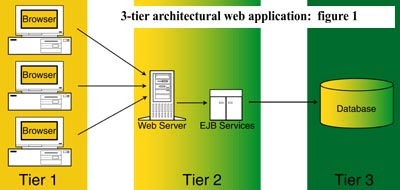 3-tier architectural web application:  figure 1
Browser
Browser
Browser
Web Server
EJB Services
Database
Tier 1
Tier 2
Tier 3